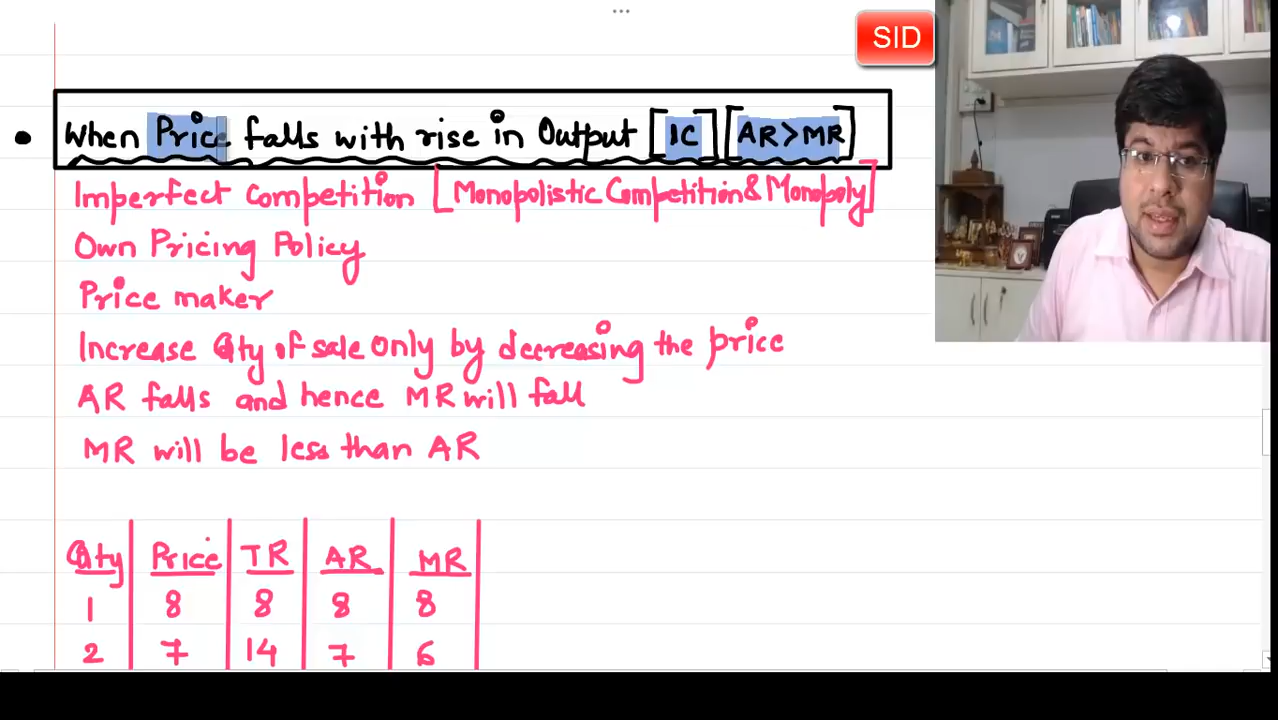 SID
• When Price falls with rise in Output [IC] [AR>MR]
Imperfect Competition [Monopolistic Competition & Monopoly]
Own Pricing Policy
Price maker
Increase Qty of sale only by decreasing the price
AR falls and hence MR will fall
MR will be less than AR
Qty Price TR AR MR
1 8 8 8 8
2 7 14 7 6